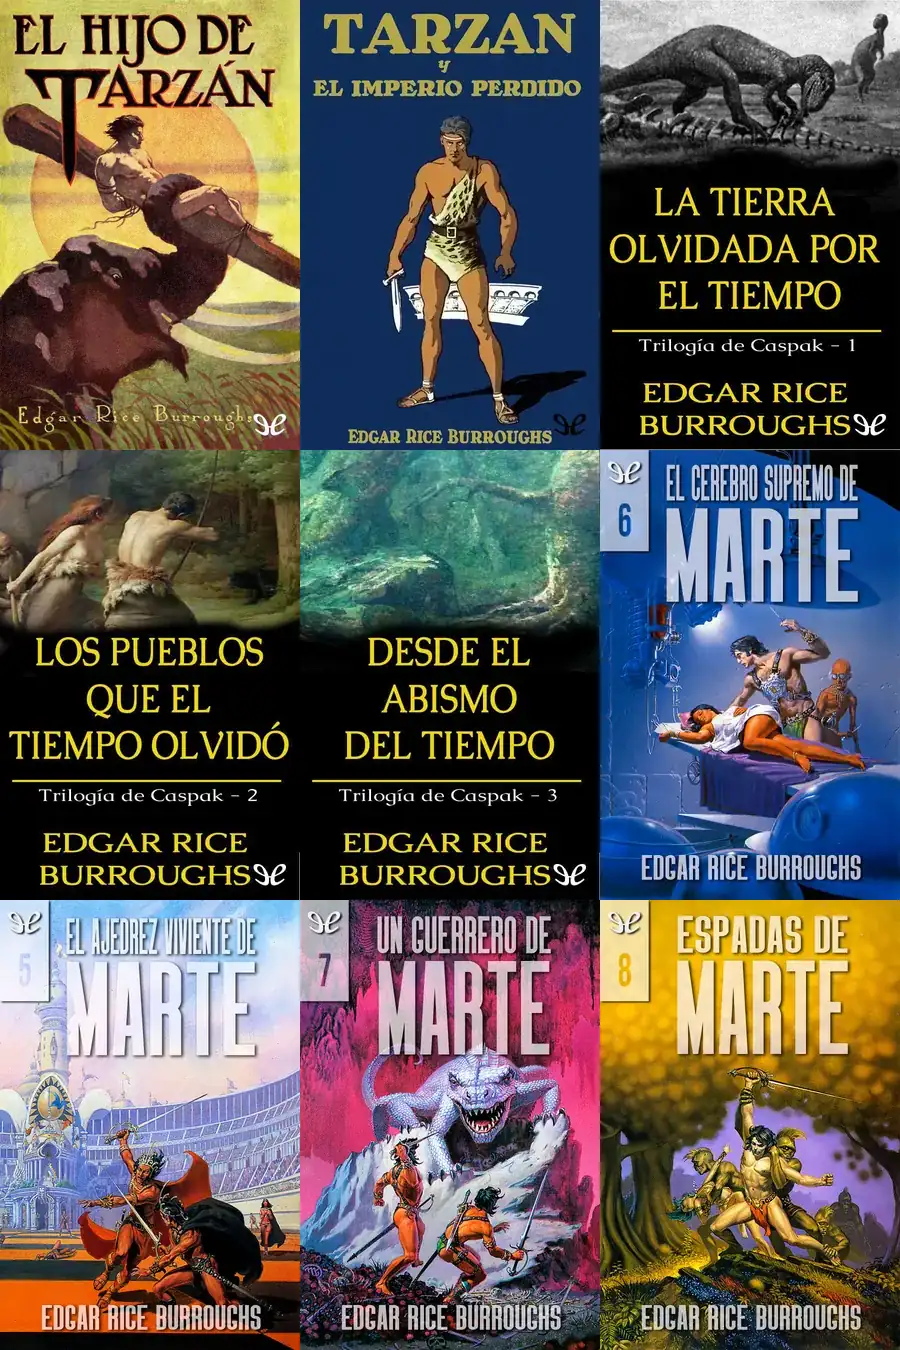 EL HIJO DE
TARZÁN
Edgar Rice Burroughs
TARZAN
y
EL IMPERIO PERDIDO
EDGAR RICE BURROUGHS
LA TIERRA
OLVIDADA POR
EL TIEMPO
Trilogía de Caspak - 1
EDGAR RICE
BURROUGHS
LOS PUEBLOS
QUE EL
TIEMPO OLVIDÓ
Trilogía de Caspak - 2
EDGAR RICE
BURROUGHS
DESDE EL
ABISMO
DEL TIEMPO
Trilogía de Caspak - 3
EDGAR RICE
BURROUGHS
6
EL CEREBRO SUPREMO DE
MARTE
EDGAR RICE BURROUGHS
5
EL AJEDREZ VIVIENTE DE
MARTE
EDGAR RICE BURROUGHS
7
UN GUERRERO DE
MARTE
EDGAR RICE BURROUGHS
8
ESPADAS DE
MARTE
EDGAR RICE BURROUGHS